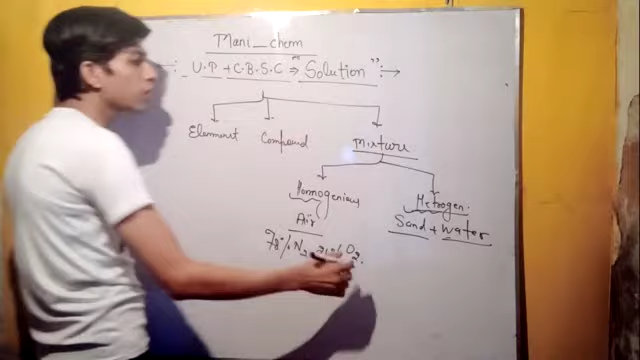 Mani_chem
U.P + C.B.S.C ⇒ "Solution" :→
Element Compound Mixture
Homogenious Hetrogen.
Air Sand + water
78% N2 21% O2.